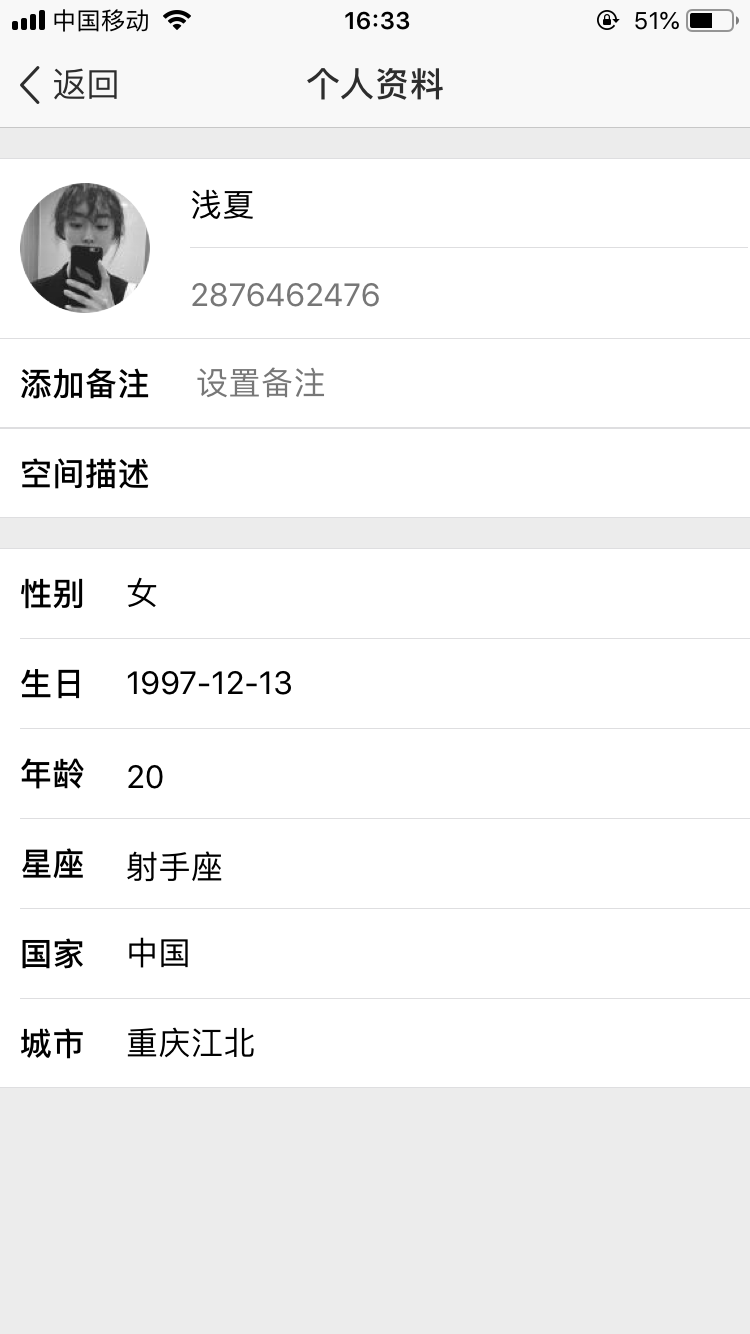 中国移动 16:33 51%
返回 个人资料
浅夏
2876462476
添加备注 设置备注
空间描述
性别 女
生日 1997-12-13
年龄 20
星座 射手座
国家 中国
城市 重庆江北